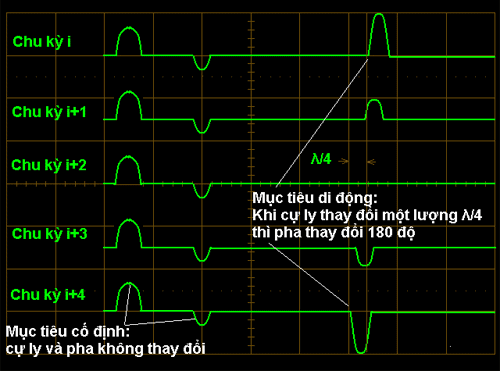 Chu kỳ i
Chu kỳ i+1
Chu kỳ i+2
λ/4
Mục tiêu di động:
Khi cự ly thay đổi một lượng λ/4
thì pha thay đổi 180 độ
Chu kỳ i+3
Chu kỳ i+4
Mục tiêu cố định:
cự ly và pha không thay đổi